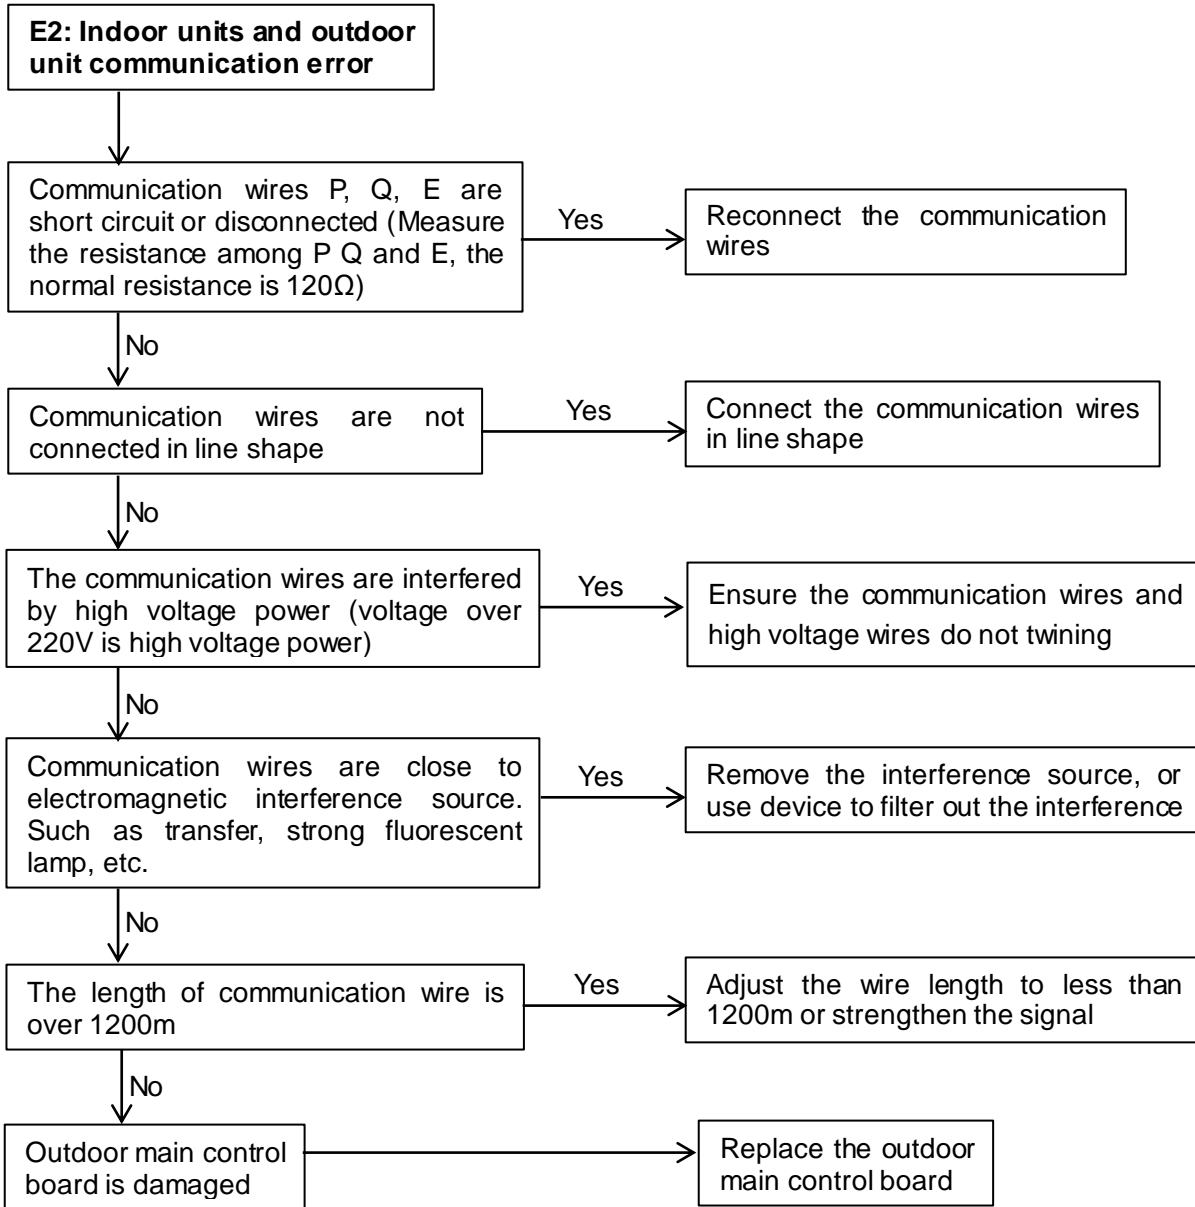 E2: Indoor units and outdoor
unit communication error
Communication wires P, Q, E are
short circuit or disconnected (Measure
the resistance among P Q and E, the
normal resistance is 120Ω)
Yes
Reconnect the communication
wires
No
Communication wires are not
connected in line shape
Yes
Connect the communication wires
in line shape
No
The communication wires are interfered
by high voltage power (voltage over
220V is high voltage power)
Yes
Ensure the communication wires and
high voltage wires do not twining
No
Communication wires are close to
electromagnetic interference source.
Such as transfer, strong fluorescent
lamp, etc.
Yes
Remove the interference source, or
use device to filter out the interference
No
The length of communication wire is
over 1200m
Yes
Adjust the wire length to less than
1200m or strengthen the signal
No
Outdoor main control
board is damaged
Replace the outdoor
main control board